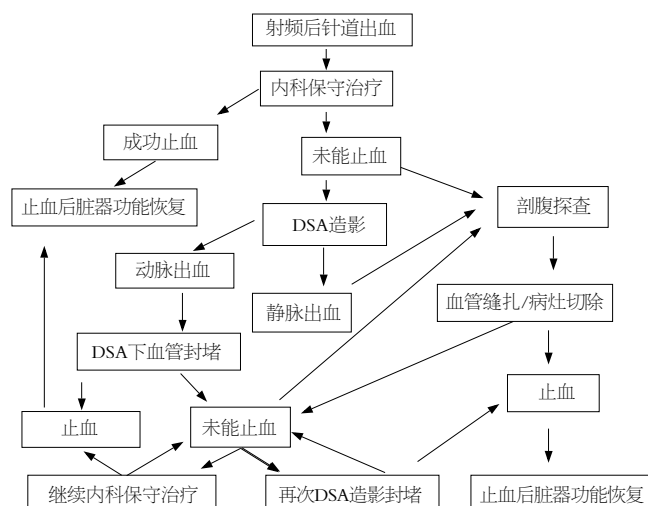 射频后针道出血
内科保守治疗
成功止血
未能止血
止血后脏器功能恢复
剖腹探查
DSA造影
动脉出血
静脉出血
血管缝扎/病灶切除
DSA下血管封堵
止血
止血
未能止血
继续内科保守治疗
再次DSA造影封堵
止血后脏器功能恢复